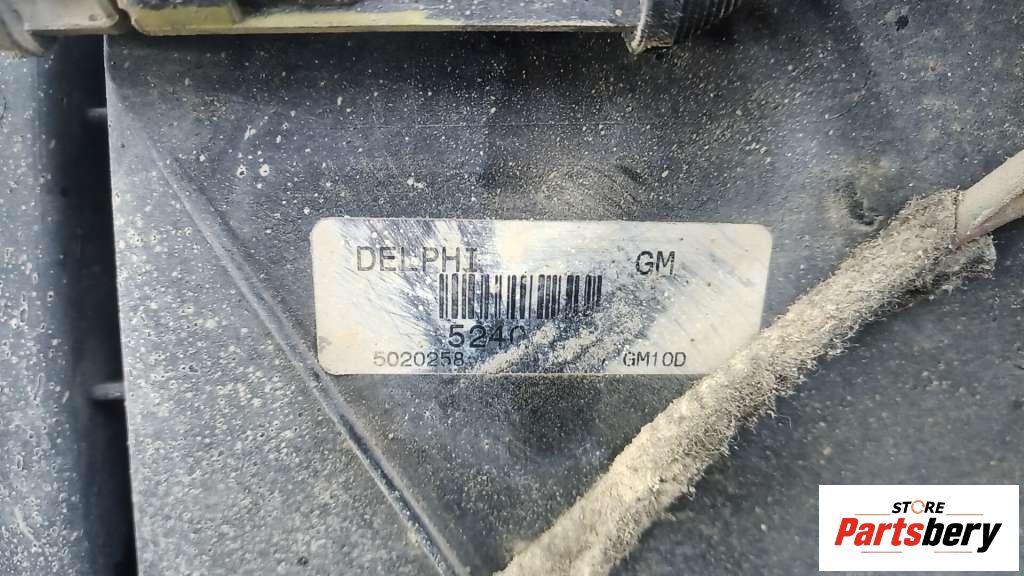 DELPHI GM
5240
5020258 GM10D
STORE
Partsbery